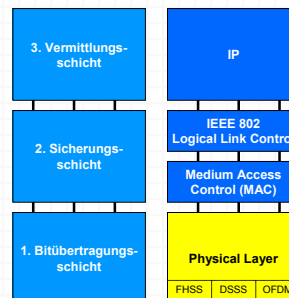 3. Vermittlungs-
schicht
IP
IEEE 802
Logical Link Contro
2. Sicherungs-
schicht
Medium Access
Control (MAC)
1. Bitübertragungs-
schicht
Physical Layer
FHSS DSSS OFDM